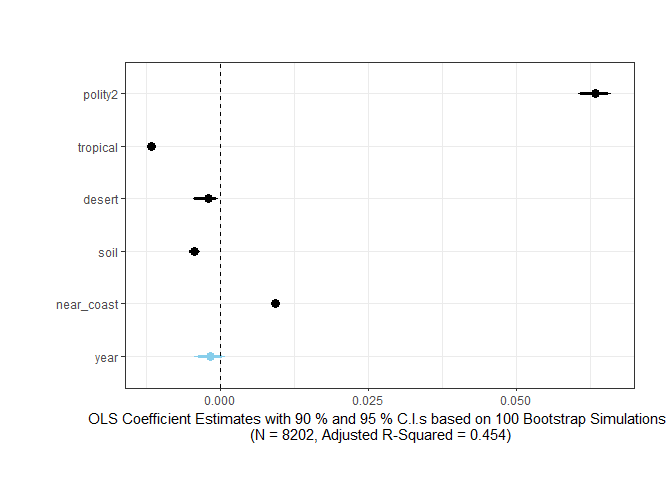 polity2
tropical
desert
soil
near_coast
year
0.000 0.025 0.050
OLS Coefficient Estimates with 90 % and 95 % C.I.s based on 100 Bootstrap Simulations
(N = 8202, Adjusted R-Squared = 0.454)